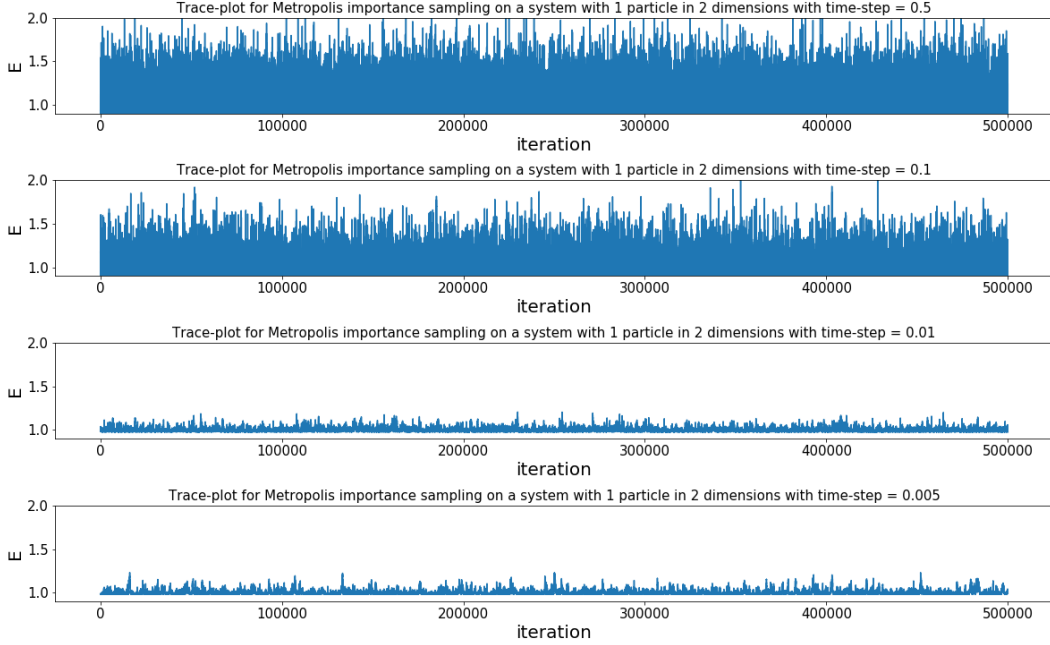 Trace-plot for Metropolis importance sampling on a system with 1 particle in 2 dimensions with time-step = 0.5
2.0
1.5
1.0
E
0 100000 200000 300000 400000 500000
iteration
Trace-plot for Metropolis importance sampling on a system with 1 particle in 2 dimensions with time-step = 0.1
2.0
1.5
1.0
E
0 100000 200000 300000 400000 500000
iteration
Trace-plot for Metropolis importance sampling on a system with 1 particle in 2 dimensions with time-step = 0.01
2.0
1.5
1.0
E
0 100000 200000 300000 400000 500000
iteration
Trace-plot for Metropolis importance sampling on a system with 1 particle in 2 dimensions with time-step = 0.005
2.0
1.5
1.0
E
0 100000 200000 300000 400000 500000
iteration